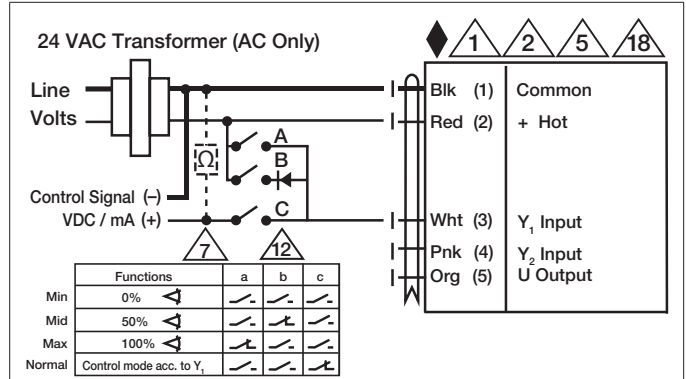 24 VAC Transformer (AC Only)
1 2 5 18
Line
Volts
Blk (1) Common
Red (2) + Hot
A
Ω
B
Control Signal (–)
VDC / mA (+)
C
Wht (3) Y₁ Input
7
12
Pnk (4) Y₂ Input
Org (5) U Output
Functions a b c
Min 0%
Mid 50%
Max 100%
Normal Control mode acc. to Y₁